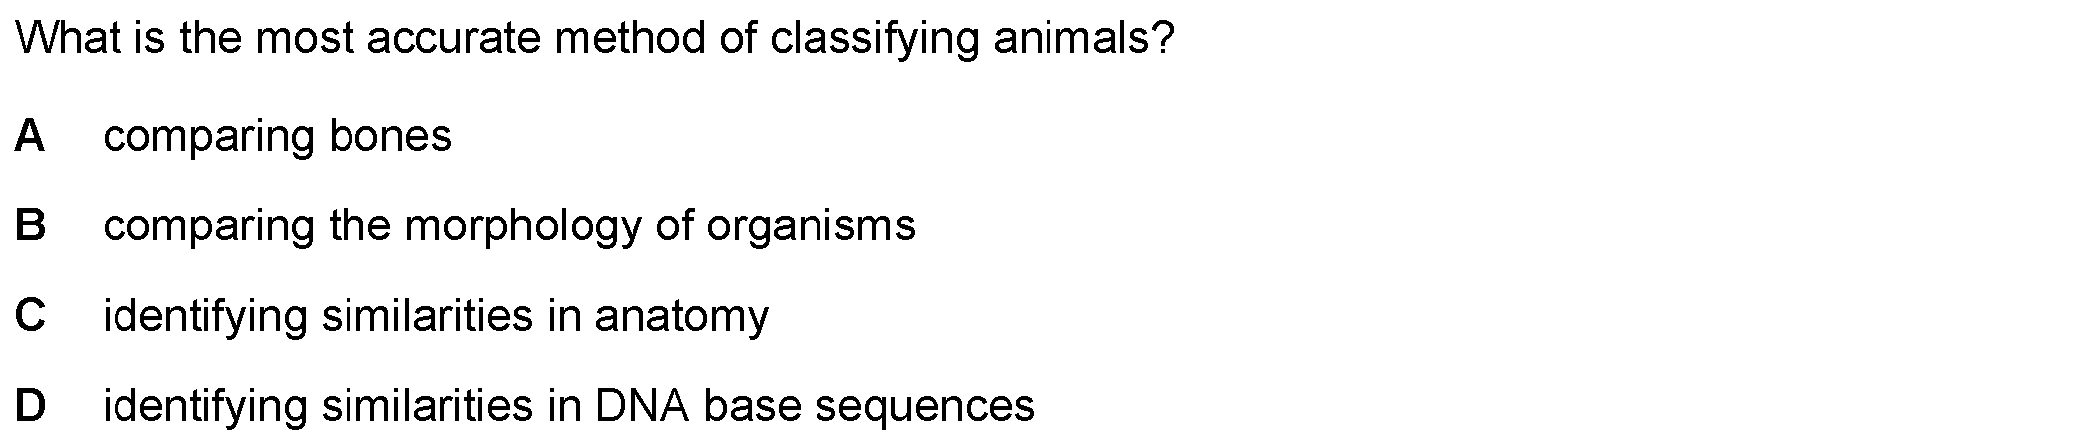 What is the most accurate method of classifying animals?
A comparing bones
B comparing the morphology of organisms
C identifying similarities in anatomy
D identifying similarities in DNA base sequences